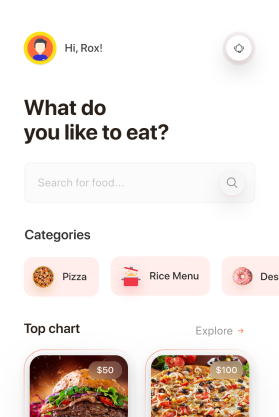 Hi, Rox!
What do
you like to eat?
Search for food...
Categories
Pizza
Rice Menu
Des
Top chart
Explore →
$50
$100